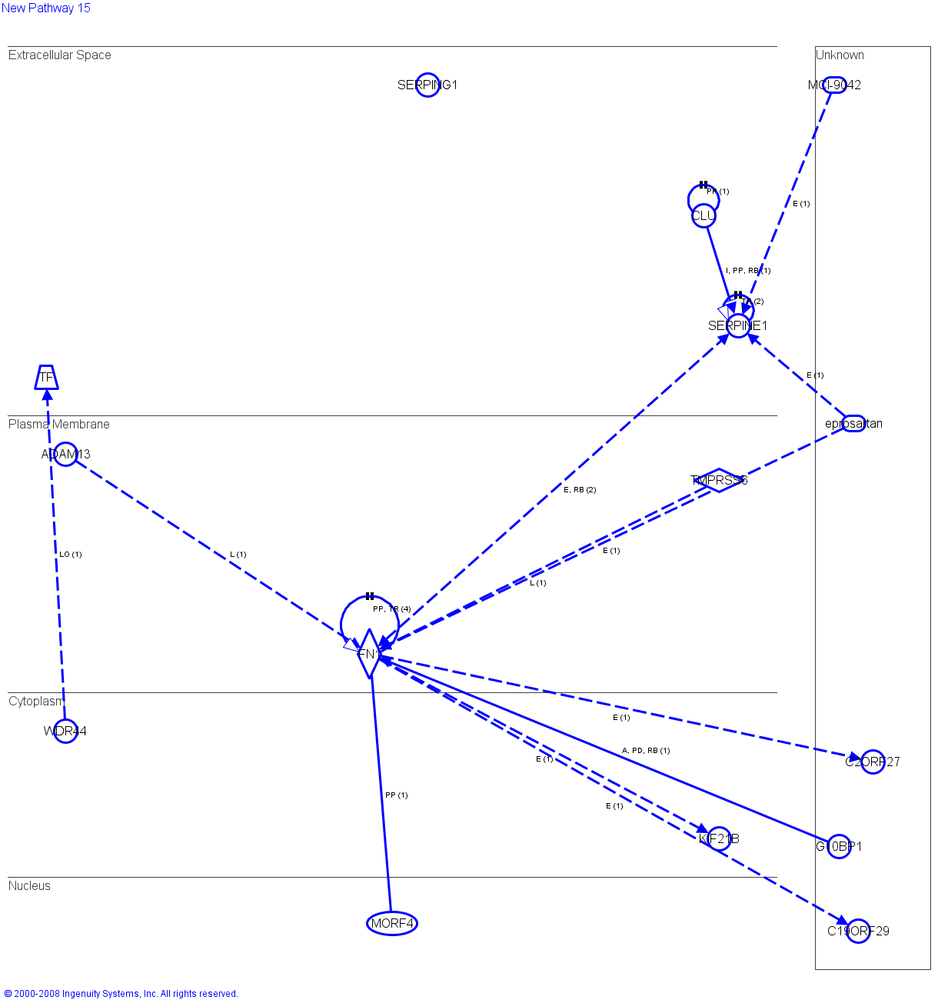 New Pathway 15
Extracellular Space
Unknown
SERPING1
MCI-9042
PR (1)
E (1)
CLU
I, PP, RB (1)
TR (2)
SERPINE1
TF
E (1)
Plasma Membrane
eprosartan
ADAM13
TMPRSS6
E, RB (2)
E (1)
LO (1)
L (1)
L (1)
PP, TR (4)
FN1
Cytoplasm
E (1)
WDR44
A, PD, RB (1)
E (1)
C2ORF27
PP (1)
E (1)
KIF21B
G10BP1
Nucleus
MORF4
C19ORF29
© 2000-2008 Ingenuity Systems, Inc. All rights reserved.